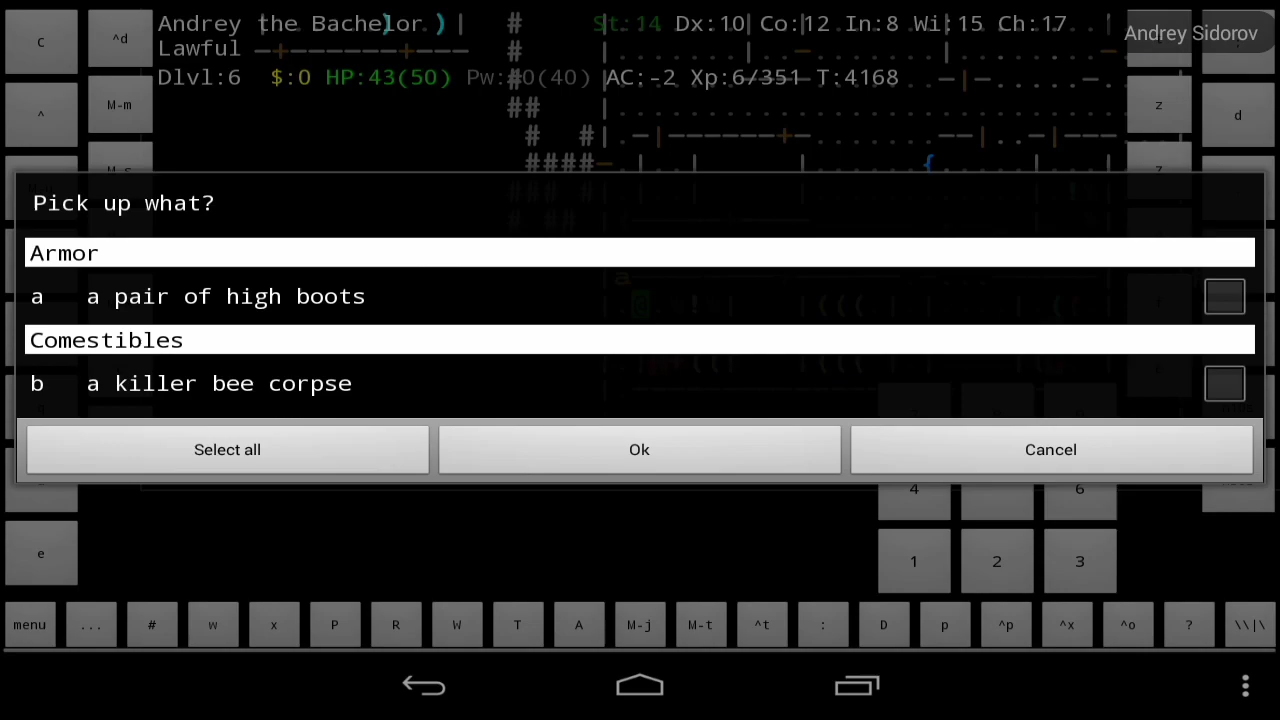 Andrey the Bachelor
St:14 Dx:10 Co:12 In:8 Wi:15 Ch:17
Andrey Sidorov
Lawful
Dlvl:6 $:0 HP:43(50) Pw: 0(40) AC:-2 Xp:6/351 T:4168
C
^d
^
M-m
z
d
Z
Pick up what?
Armor
a a pair of high boots
Comestibles
b a killer bee corpse
Select all
Ok
Cancel
4
6
e
1
2
3
menu
...
#
w
x
P
R
W
T
A
M-j
M-t
^t
:
D
p
^p
^x
^o
?
\\|\